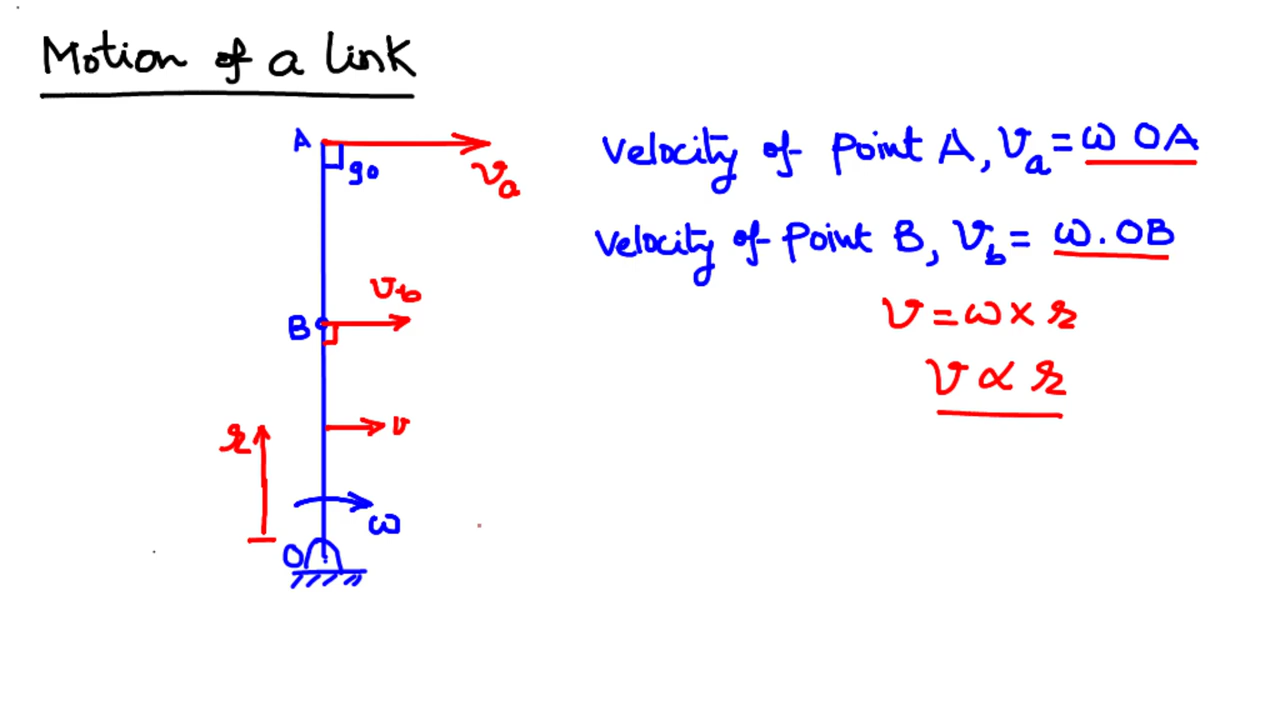 Motion of a link
A
90
Va
Velocity of point A, Va = ω OA
Velocity of point B, Vb = ω. OB
Vb
B
V = ω × r
V ∝ r
r
v
ω
O